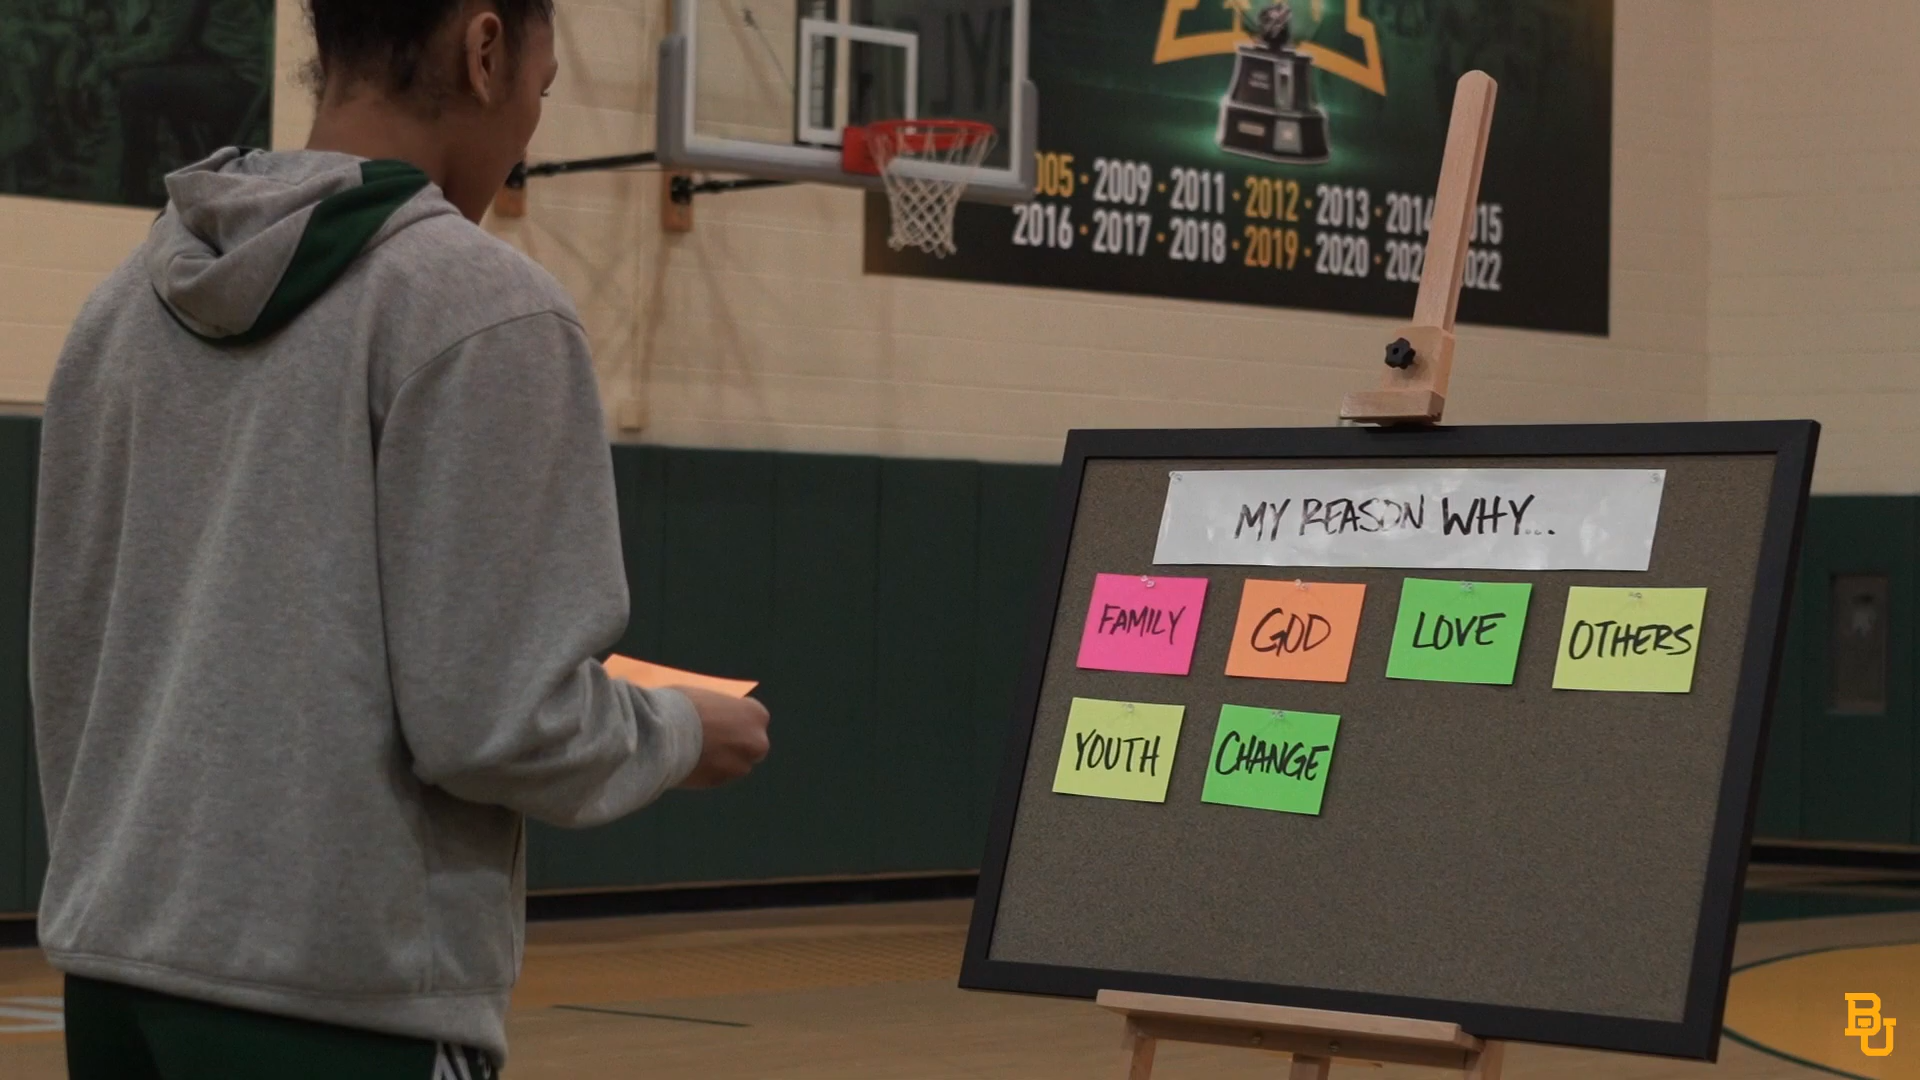 2009 · 2011 · 2012 · 2013 ·
2016 · 2017 · 2018 · 2019 · 2020 ·
MY REASON WHY...
FAMILY GOD LOVE OTHERS
YOUTH CHANGE
BU